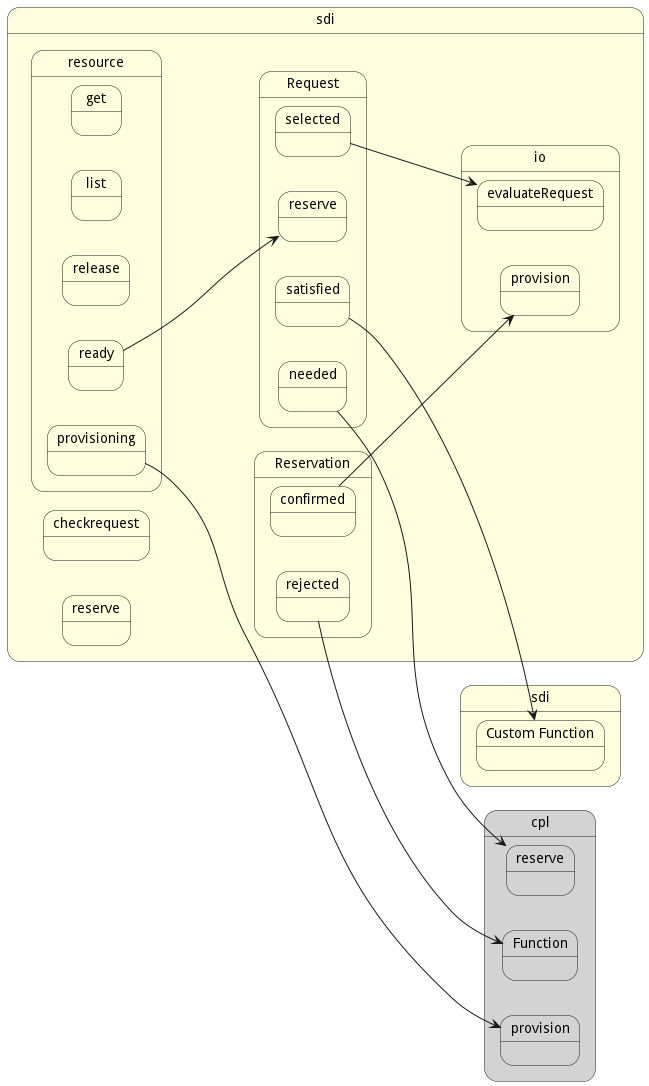 sdi
resource
get
list
release
ready
provisioning
checkrequest
reserve
Request
selected
reserve
satisfied
needed
Reservation
confirmed
rejected
io
evaluateRequest
provision
sdi
Custom Function
cpl
reserve
Function
provision